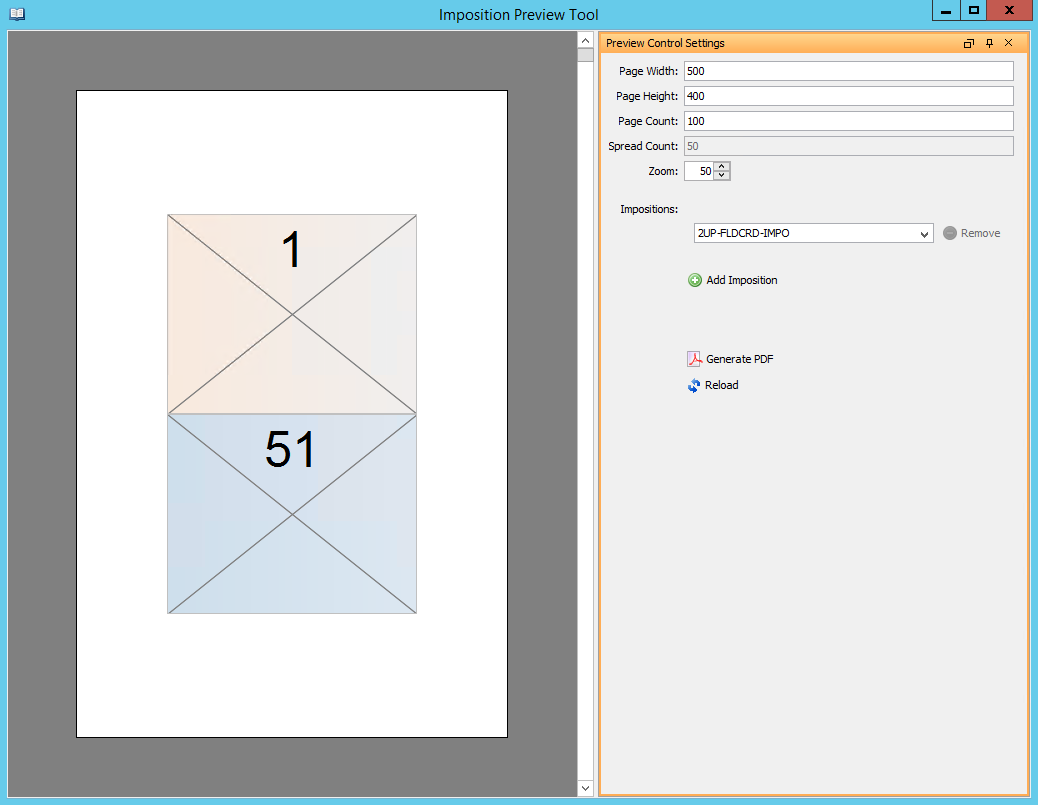 Imposition Preview Tool
1
51
Preview Control Settings
Page Width: 500
Page Height: 400
Page Count: 100
Spread Count: 50
Zoom: 50
Impositions:
2UP-FLDCRD-IMPO
Remove
Add Imposition
Generate PDF
Reload